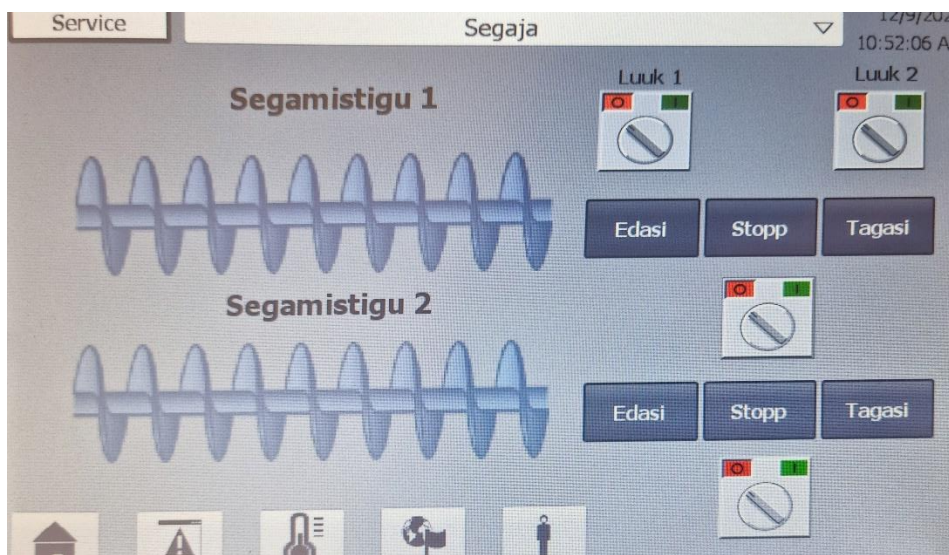 Service
Segaja
10:52:06 A
Segamistigu 1
Luuk 1
Luuk 2
O I
O I
Edasi
Stopp
Tagasi
Segamistigu 2
O I
Edasi
Stopp
Tagasi
O I